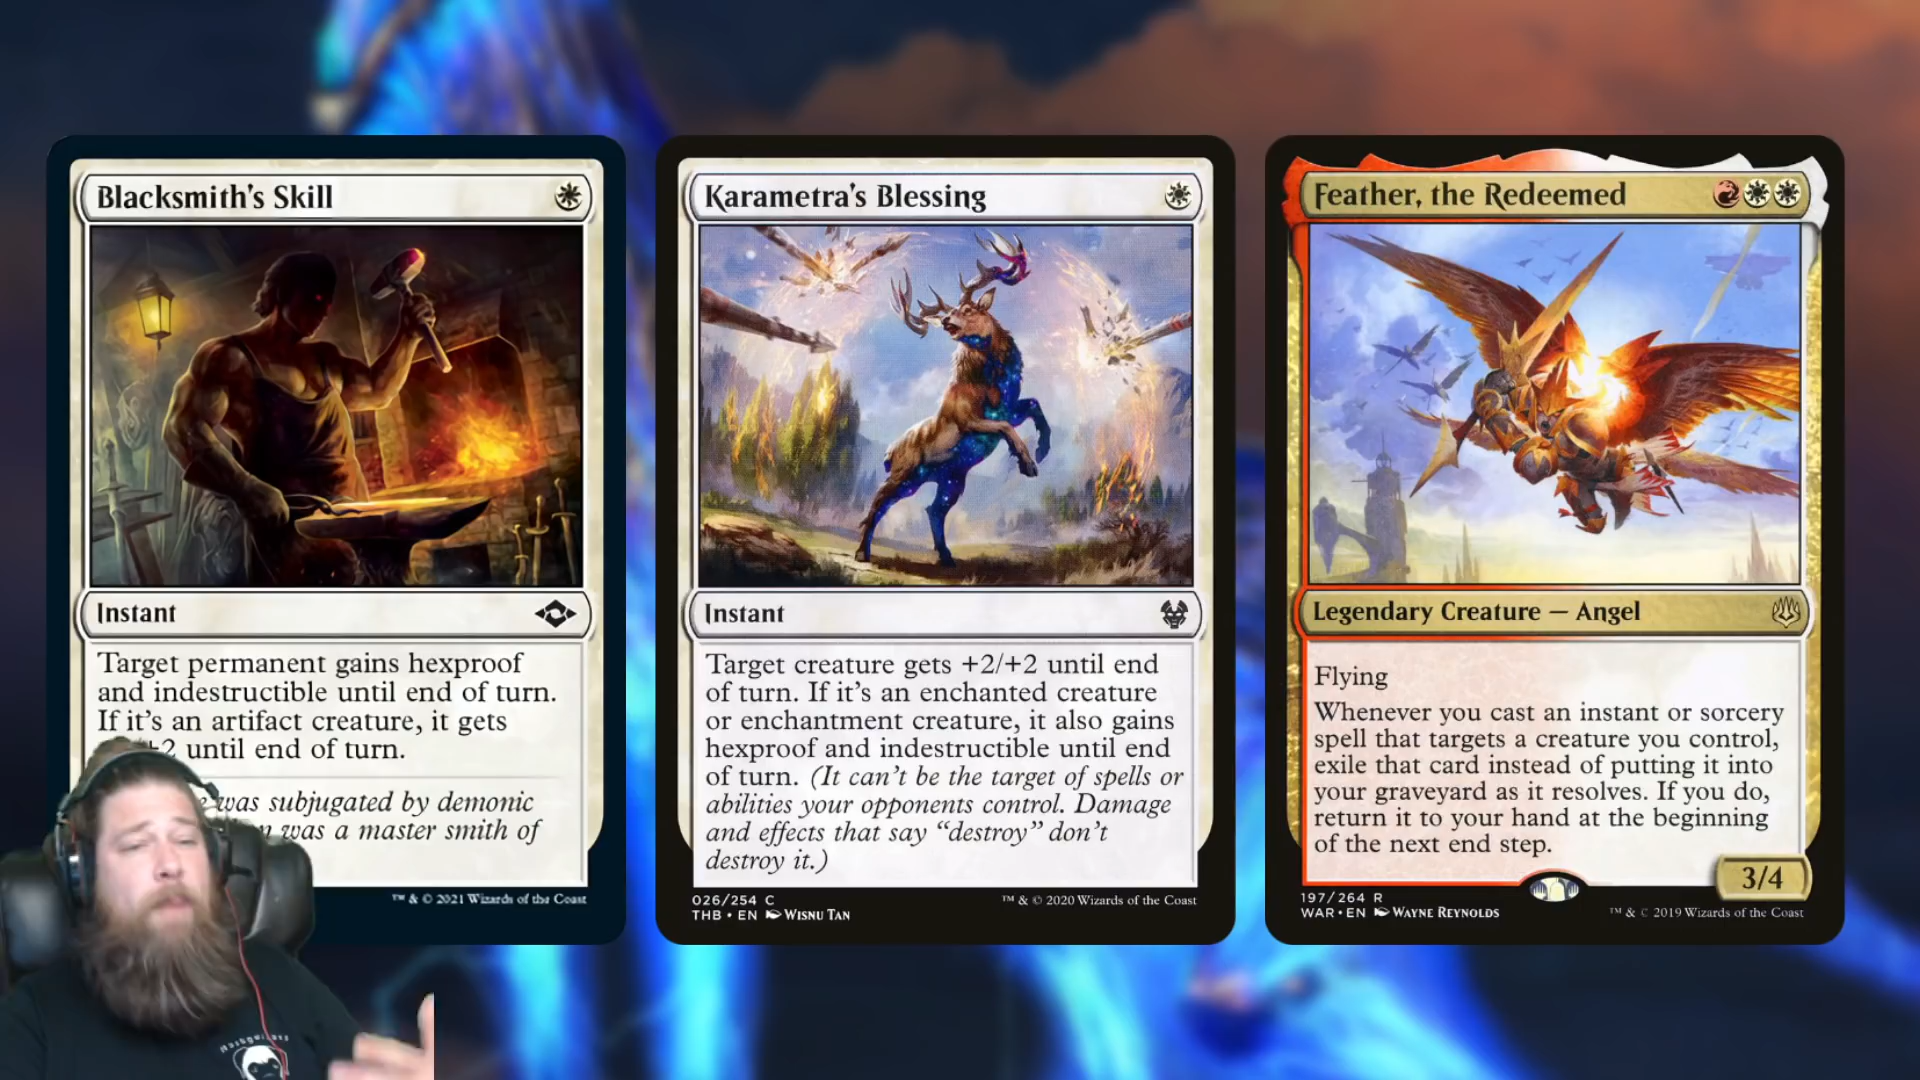 Blacksmith's Skill
Instant
Target permanent gains hexproof
and indestructible until end of turn.
If it's an artifact creature, it gets
+2 until end of turn.
was subjugated by demonic
was a master smith of
™ & © 2021 Wizards of the Coast
Karametra's Blessing
Instant
Target creature gets +2/+2 until end
of turn. If it's an enchanted creature
or enchantment creature, it also gains
hexproof and indestructible until end
of turn. (It can't be the target of spells or
abilities your opponents control. Damage
and effects that say “destroy” don't
destroy it.)
026/254 C
THB • EN WISNU TAN
™ & © 2020 Wizards of the Coast
Feather, the Redeemed
Legendary Creature — Angel
Flying
Whenever you cast an instant or sorcery
spell that targets a creature you control,
exile that card instead of putting it into
your graveyard as it resolves. If you do,
return it to your hand at the beginning
of the next end step.
3/4
197/264 R
WAR • EN WAYNE REYNOLDS
™ & © 2019 Wizards of the Coast